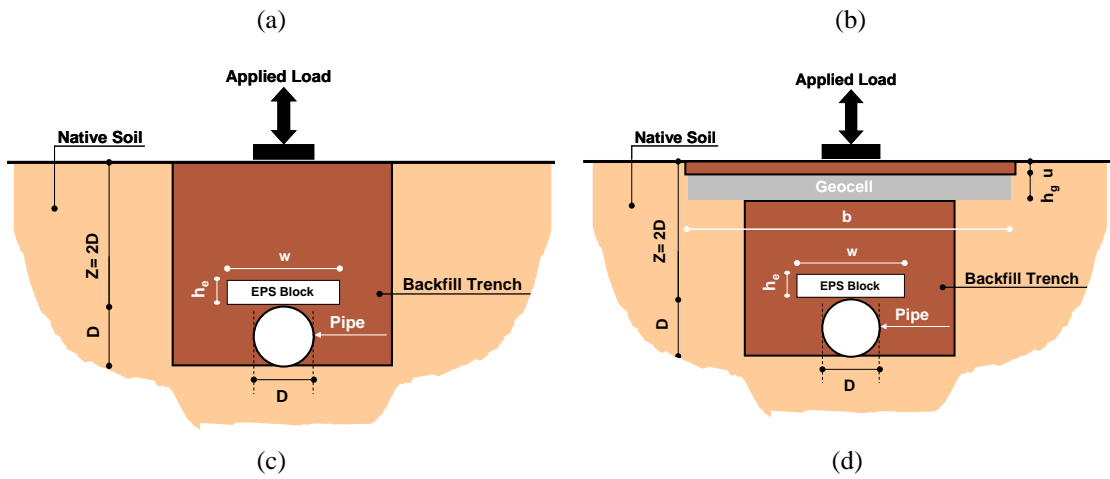 (a)
(b)
Applied Load
Native Soil
Z= 2D
w
h_e
EPS Block
Backfill Trench
D
Pipe
D
Applied Load
Native Soil
u
Geocell
h_g
b
Z= 2D
w
h_e
EPS Block
Backfill Trench
D
Pipe
D
(c)
(d)